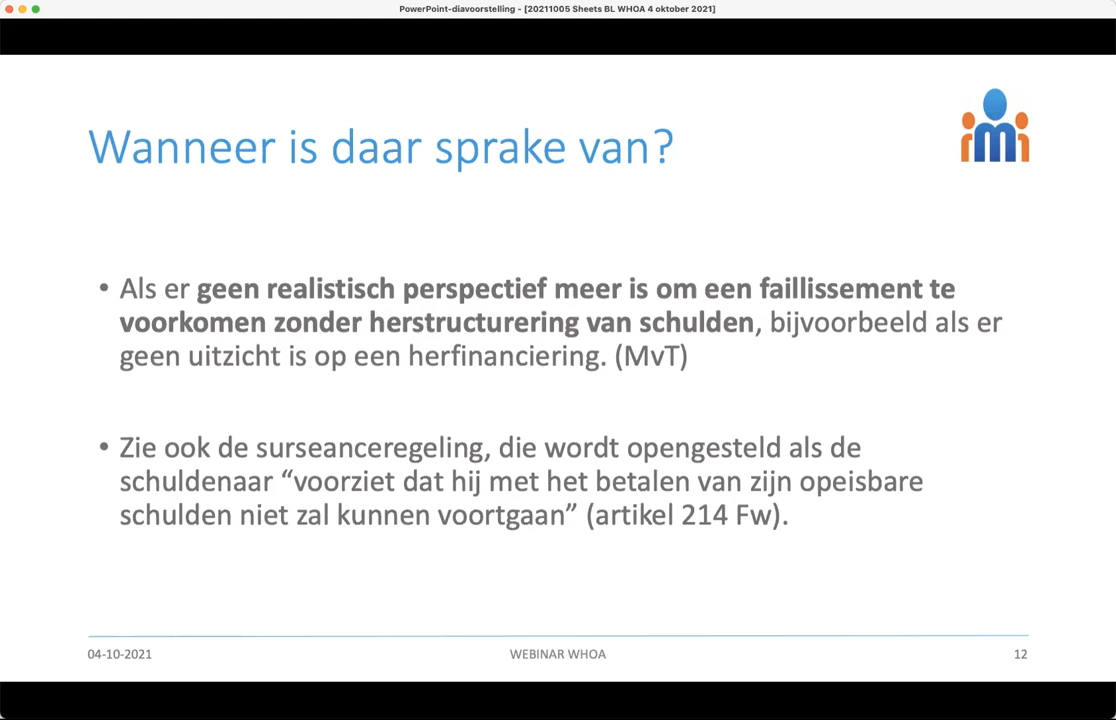 PowerPoint-diavoorstelling - [20211005 Sheets BL WHOA 4 oktober 2021]
Wanneer is daar sprake van?
• Als er geen realistisch perspectief meer is om een faillissement te
voorkomen zonder herstructurering van schulden, bijvoorbeeld als er
geen uitzicht is op een herfinanciering. (MvT)
• Zie ook de surseanceregeling, die wordt opengesteld als de
schuldenaar “voorziet dat hij met het betalen van zijn opeisbare
schulden niet zal kunnen voortgaan” (artikel 214 Fw).
04-10-2021
WEBINAR WHOA
12